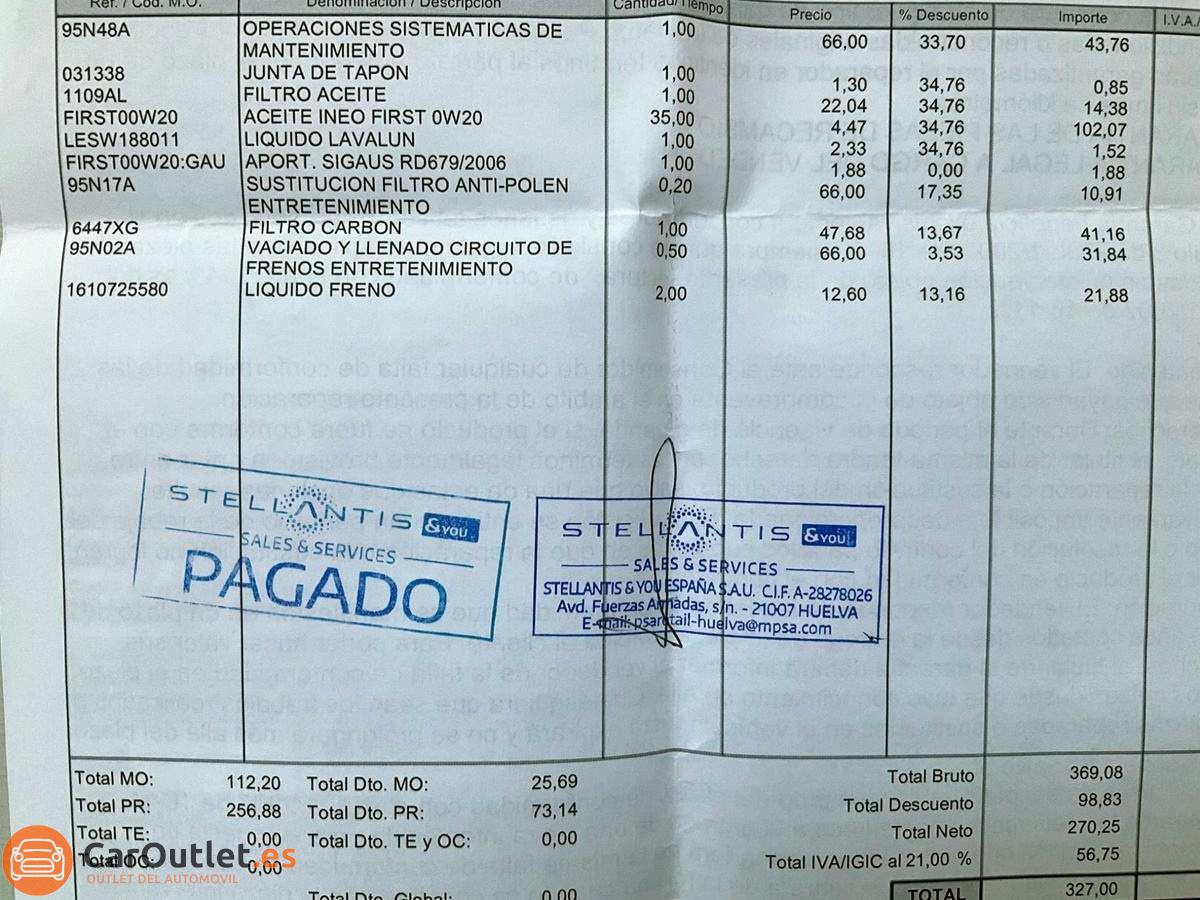 Ref. / Cod. M.O. Denominación / Descripción Cantidad/Tiempo Precio % Descuento Importe I.V.A.
95N48A OPERACIONES SISTEMATICAS DE MANTENIMIENTO 1,00 66,00 33,70 43,76
031338 JUNTA DE TAPON 1,00 1,30 34,76 0,85
1109AL FILTRO ACEITE 1,00 22,04 34,76 14,38
FIRST00W20 ACEITE INEO FIRST 0W20 35,00 4,47 34,76 102,07
LESW188011 LIQUIDO LAVALUN 1,00 2,33 34,76 1,52
FIRST00W20:GAU APORT. SIGAUS RD679/2006 1,00 1,88 0,00 1,88
95N17A SUSTITUCION FILTRO ANTI-POLEN ENTRETENIMIENTO 0,20 66,00 17,35 10,91
6447XG FILTRO CARBON 1,00 47,68 13,67 41,16
95N02A VACIADO Y LLENADO CIRCUITO DE FRENOS ENTRETENIMIENTO 0,50 66,00 3,53 31,84
1610725580 LIQUIDO FRENO 2,00 12,60 13,16 21,88
STELLANTIS &YOU
SALES & SERVICES
PAGADO
STELLANTIS &YOU
SALES & SERVICES
STELLANTIS & YOU ESPAÑA S.A.U. C.I.F. A-28278026
Avd. Fuerzas Armadas, s/n. - 21007 HUELVA
E-mail: psaretail-huelva@mpsa.com
Total MO: 112,20 Total Dto. MO: 25,69 Total Bruto 369,08
Total PR: 256,88 Total Dto. PR: 73,14 Total Descuento 98,83
Total TE: 0,00 Total Dto. TE y OC: 0,00 Total Neto 270,25
Total OC: 0,00 Total IVA/IGIC al 21,00 % 56,75
Total Dto. Global: 0,00 TOTAL 327,00
CarOutlet.es
OUTLET DEL AUTOMOVIL